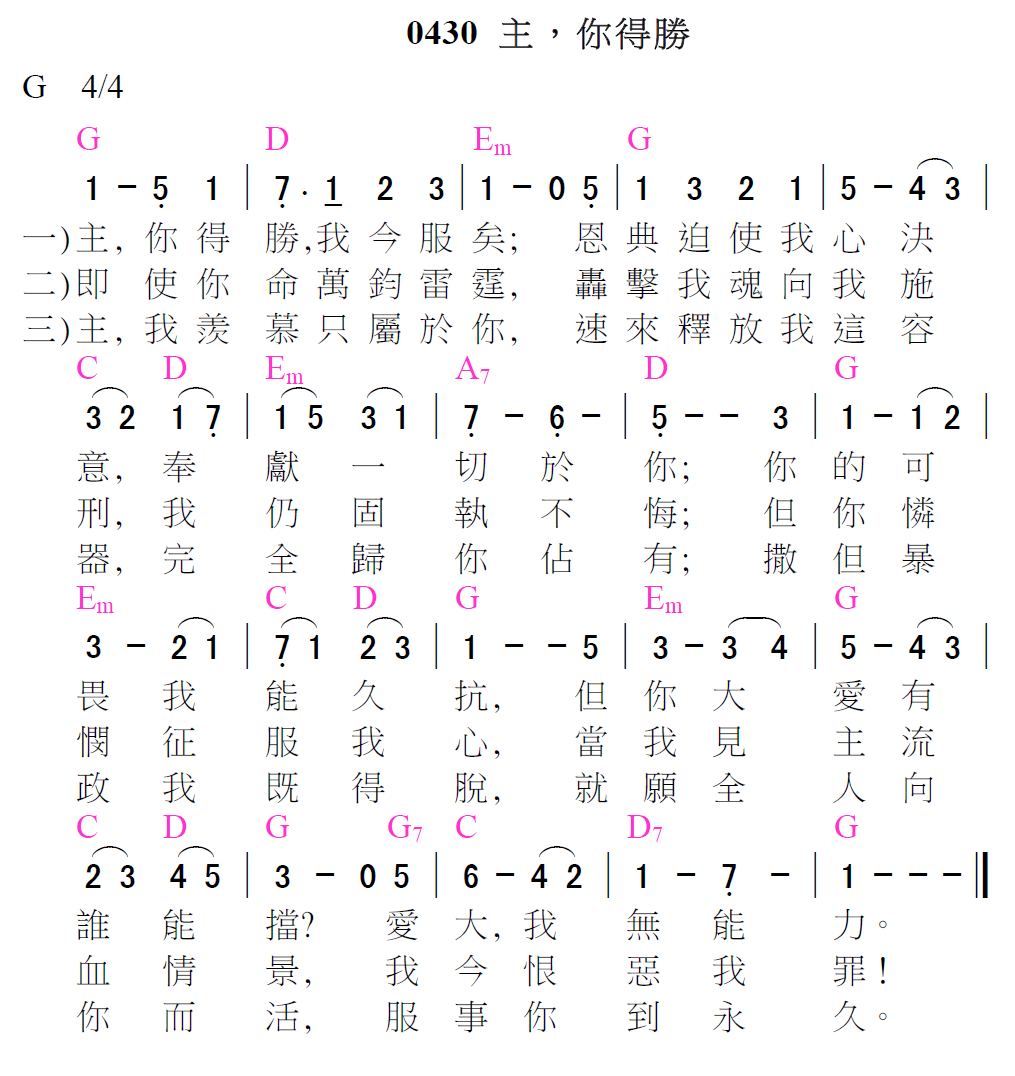 0430 主，你得勝
G 4/4
G D Em G
1 − 5̣ 1 | 7̣ · 1̲ 2 3 | 1 − 0 5̣ | 1 3 2 1 | 5 − 4 3 |
一)主, 你得勝,我今服矣; 恩典迫使我心決
二)即使你命萬鈞雷霆, 轟擊我魂向我施
三)主, 我羨慕只屬於你, 速來釋放我這容
C D Em A7 D G
3 2 1 7̣ | 1 5 3 1 | 7̣ − 6̣ − | 5̣ − − 3 | 1 − 1 2 |
意, 奉獻一切於你; 你的可
刑, 我仍固執不悔; 但你憐
器, 完全歸你佔有; 撒但暴
Em C D G Em G
3 − 2 1 | 7̣ 1 2 3 | 1 − − 5 | 3 − 3 4 | 5 − 4 3 |
畏我能久抗, 但你大愛有
憫征服我心, 當我見主流
政我既得脫, 就願全人向
C D G G7 C D7 G
2 3 4 5 | 3 − 0 5 | 6 − 4 2 | 1 − 7̣ − | 1 − − − ‖
誰能擋? 愛大, 我無能力。
血情景, 我今恨惡我罪!
你而活, 服事你到永久。